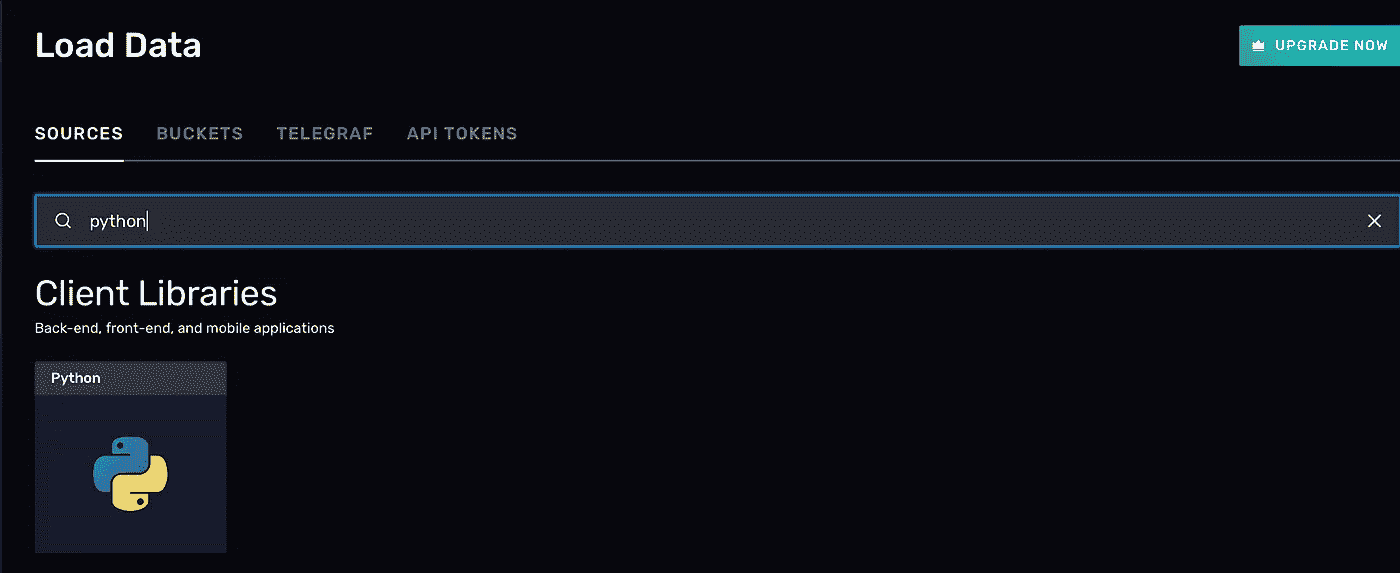 Load Data
UPGRADE NOW
SOURCES BUCKETS TELEGRAF API TOKENS
python
Client Libraries
Back-end, front-end, and mobile applications
Python